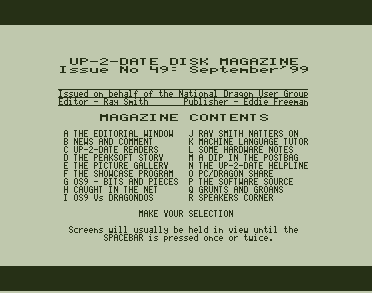 UP-2-DATE DISK MAGAZINE
Issue No 49: September'99
Issued on behalf of the National Dragon User Group
Editor - Ray Smith Publisher - Eddie Freeman
MAGAZINE CONTENTS
A THE EDITORIAL WINDOW J RAY SMITH NATTERS ON
B NEWS AND COMMENT K MACHINE LANGUAGE TUTOR
C UP-2-DATE READERS L SOME HARDWARE NOTES
D THE PEAKSOFT STORY M A DIP IN THE POSTBAG
E THE PICTURE GALLERY N THE UP-2-DATE HELPLINE
F THE SHOWCASE PROGRAM O PC/DRAGON SHARE
G OS9 - BITS AND PIECES P THE SOFTWARE SOURCE
H CAUGHT IN THE NET Q GRUNTS AND GROANS
I OS9 Vs DRAGONDOS R SPEAKERS CORNER
MAKE YOUR SELECTION
Screens will usually be held in view until the
SPACEBAR is pressed once or twice.